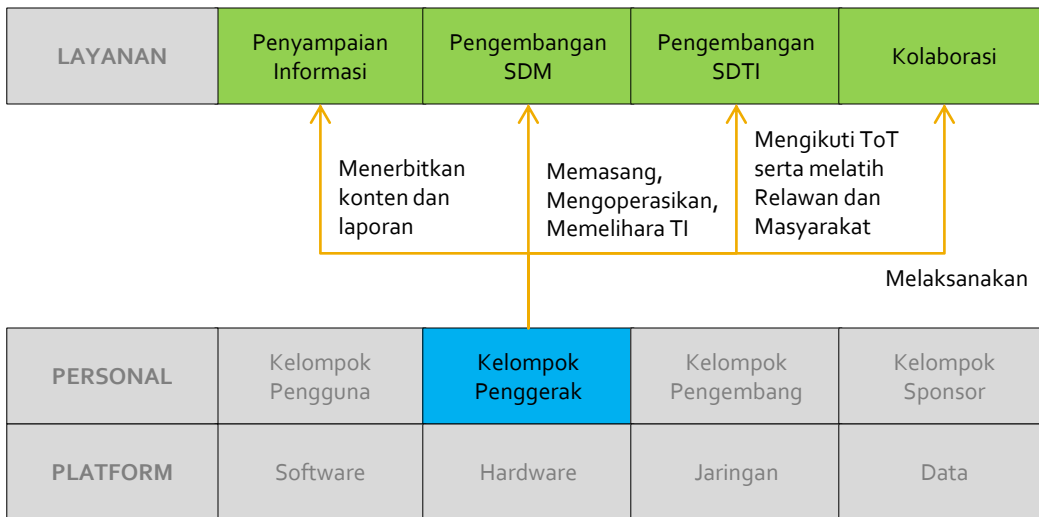 LAYANAN
Penyampaian
Informasi
Pengembangan
SDM
Pengembangan
SDTI
Kolaborasi
Menerbitkan
konten dan
laporan
Memasang,
Mengoperasikan,
Memelihara TI
Mengikuti ToT
serta melatih
Relawan dan
Masyarakat
Melaksanakan
PERSONAL
Kelompok
Pengguna
Kelompok
Penggerak
Kelompok
Pengembang
Kelompok
Sponsor
PLATFORM
Software
Hardware
Jaringan
Data